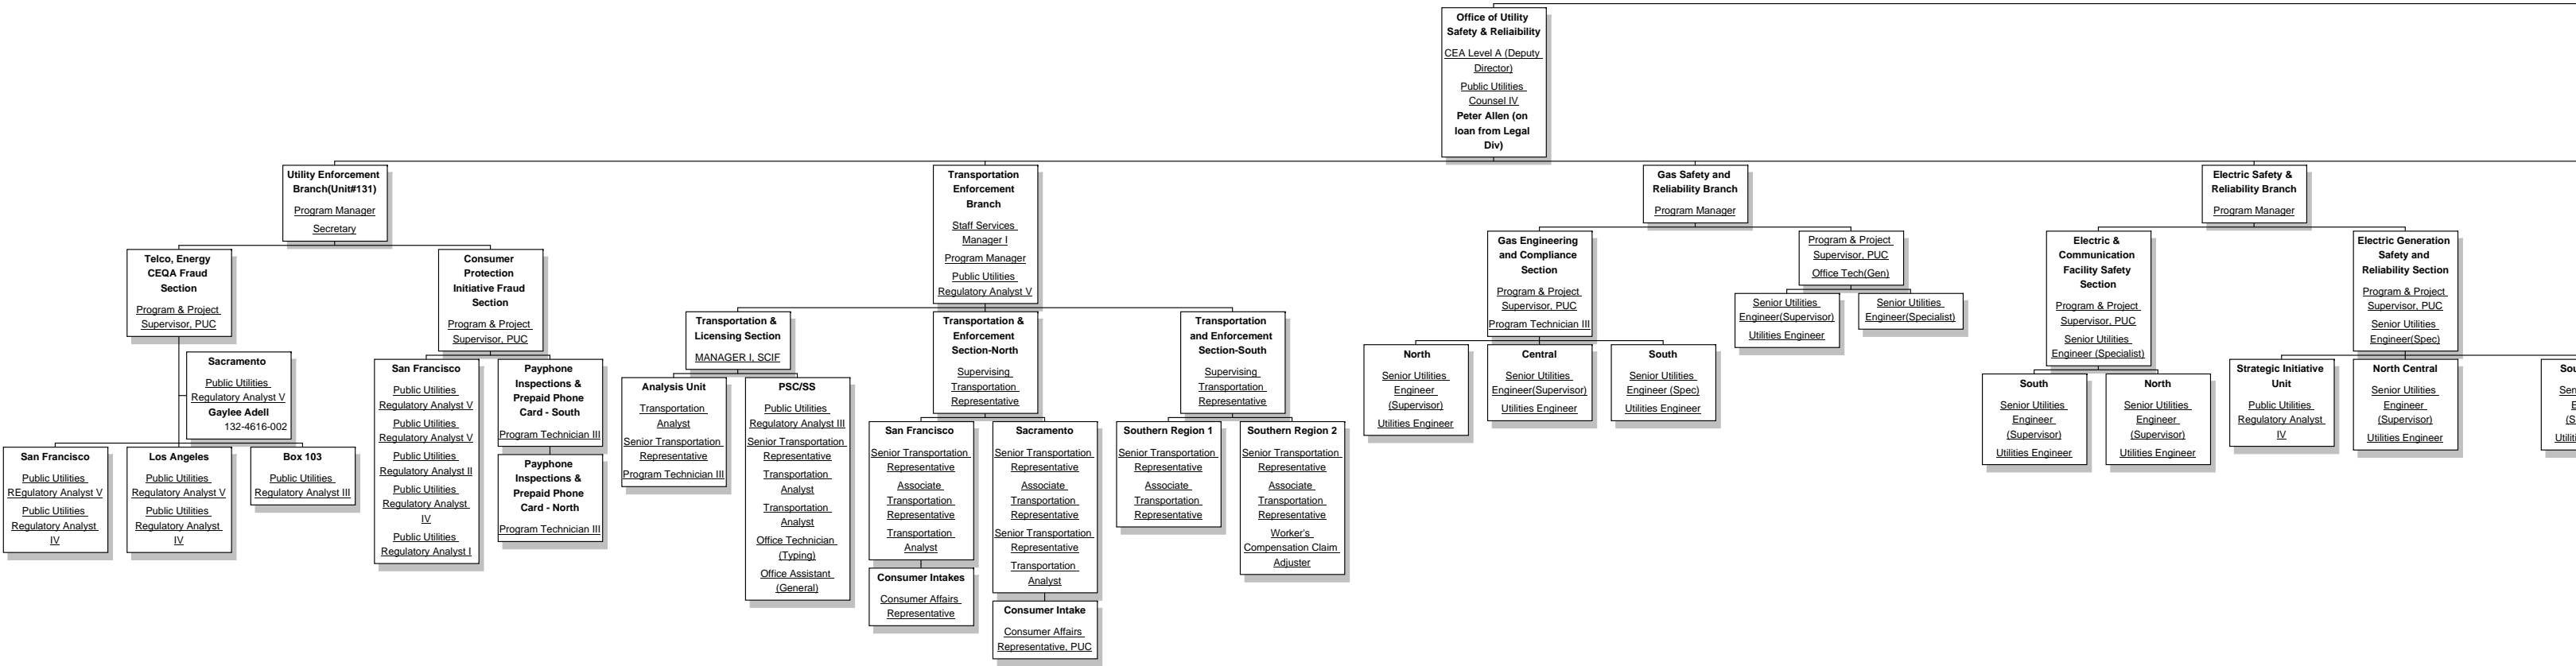 Office of Utility
Safety & Reliaibility
CEA Level A (Deputy
Director)
Public Utilities
Counsel IV
Peter Allen (on
loan from Legal
Div)
Utility Enforcement
Branch(Unit#131)
Program Manager
Secretary
Telco, Energy
CEQA Fraud
Section
Program & Project
Supervisor, PUC
Sacramento
Public Utilities
Regulatory Analyst V
Gaylee Adell
132-4616-002
San Francisco
Public Utilities
REgulatory Analyst V
Public Utilities
Regulatory Analyst
IV
Los Angeles
Public Utilities
Regulatory Analyst V
Public Utilities
Regulatory Analyst
IV
Box 103
Public Utilities
Regulatory Analyst III
Consumer
Protection
Initiative Fraud
Section
Program & Project
Supervisor, PUC
San Francisco
Public Utilities
Regulatory Analyst V
Public Utilities
Regulatory Analyst V
Public Utilities
Regulatory Analyst II
Public Utilities
Regulatory Analyst
IV
Public Utilities
Regulatory Analyst I
Payphone
Inspections &
Prepaid Phone
Card - South
Program Technician III
Payphone
Inspections &
Prepaid Phone
Card - North
Program Technician III
Transportation
Enforcement
Branch
Staff Services
Manager I
Program Manager
Public Utilities
Regulatory Analyst V
Transportation &
Licensing Section
MANAGER I, SCIF
Analysis Unit
Transportation
Analyst
Senior Transportation
Representative
Program Technician III
PSC/SS
Public Utilities
Regulatory Analyst III
Senior Transportation
Representative
Transportation
Analyst
Transportation
Analyst
Office Technician
(Typing)
Office Assistant
(General)
Transportation &
Enforcement
Section-North
Supervising
Transportation
Representative
San Francisco
Senior Transportation
Representative
Associate
Transportation
Representative
Transportation
Analyst
Consumer Intakes
Consumer Affairs
Representative
Sacramento
Senior Transportation
Representative
Associate
Transportation
Representative
Senior Transportation
Representative
Transportation
Analyst
Consumer Intake
Consumer Affairs
Representative, PUC
Transportation
and Enforcement
Section-South
Supervising
Transportation
Representative
Southern Region 1
Senior Transportation
Representative
Associate
Transportation
Representative
Southern Region 2
Senior Transportation
Representative
Associate
Transportation
Representative
Worker's
Compensation Claim
Adjuster
Gas Safety and
Reliability Branch
Program Manager
Gas Engineering
and Compliance
Section
Program & Project
Supervisor, PUC
Program Technician III
North
Senior Utilities
Engineer
(Supervisor)
Utilities Engineer
Central
Senior Utilities
Engineer(Supervisor)
Utilities Engineer
South
Senior Utilities
Engineer (Spec)
Utilities Engineer
Program & Project
Supervisor, PUC
Office Tech(Gen)
Senior Utilities
Engineer(Supervisor)
Utilities Engineer
Senior Utilities
Engineer(Specialist)
Electric Safety &
Reliability Branch
Program Manager
Electric &
Communication
Facility Safety
Section
Program & Project
Supervisor, PUC
Senior Utilities
Engineer (Specialist)
South
Senior Utilities
Engineer
(Supervisor)
Utilities Engineer
North
Senior Utilities
Engineer
(Supervisor)
Utilities Engineer
Electric Generation
Safety and
Reliability Section
Program & Project
Supervisor, PUC
Senior Utilities
Engineer(Spec)
Strategic Initiative
Unit
Public Utilities
Regulatory Analyst
IV
North Central
Senior Utilities
Engineer
(Supervisor)
Utilities Engineer